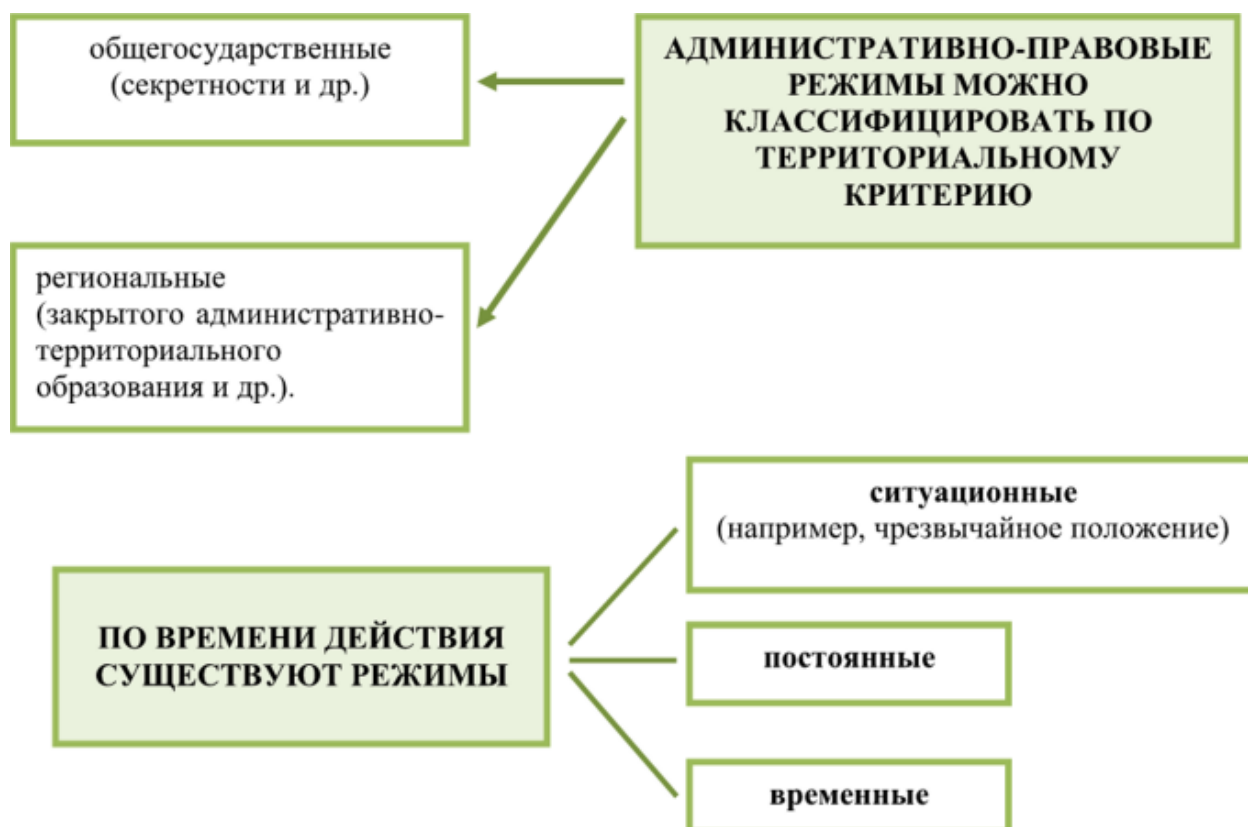 общегосударственные
(секретности и др.)
АДМИНИСТРАТИВНО-ПРАВОВЫЕ
РЕЖИМЫ МОЖНО
КЛАССИФИЦИРОВАТЬ ПО
ТЕРРИТОРИАЛЬНОМУ
КРИТЕРИЮ
региональные
(закрытого административно-
территориального
образования и др.).
ситуационные
(например, чрезвычайное положение)
ПО ВРЕМЕНИ ДЕЙСТВИЯ
СУЩЕСТВУЮТ РЕЖИМЫ
постоянные
временные